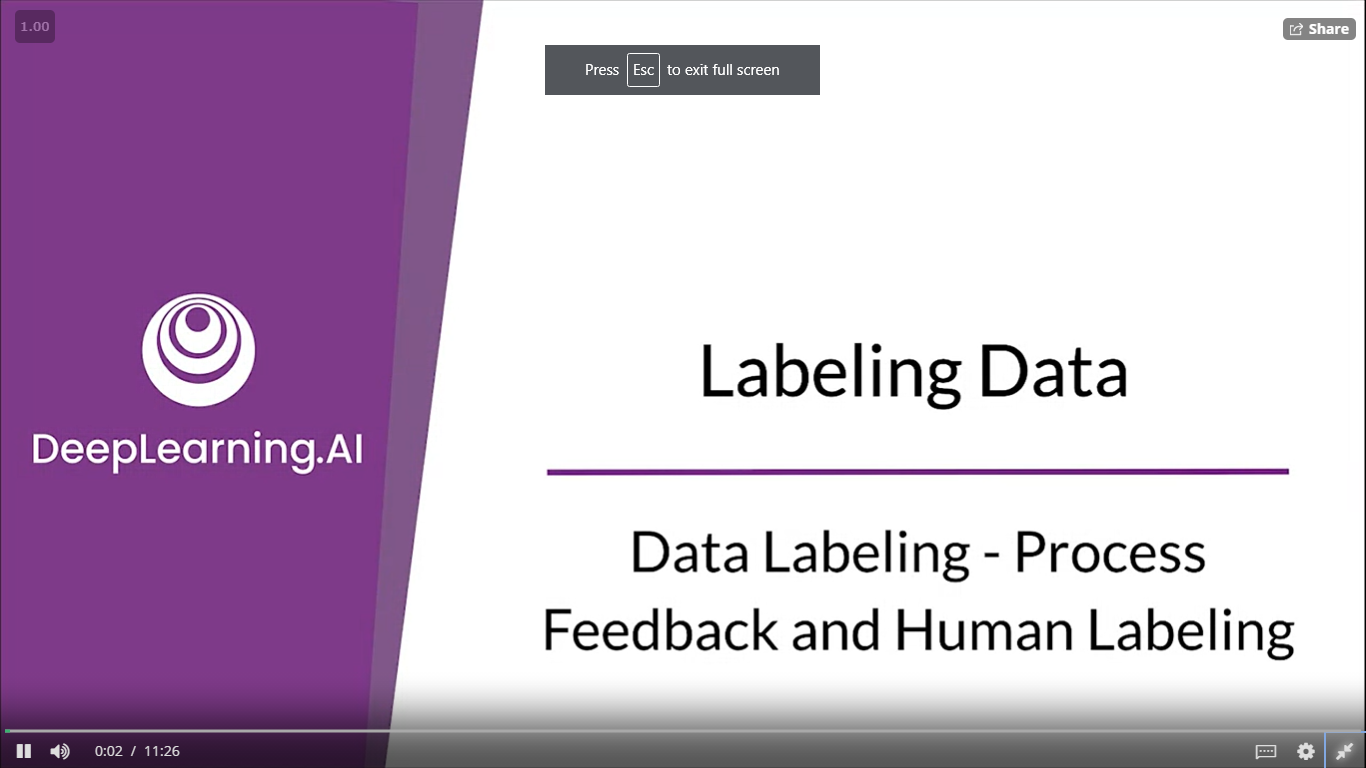 1.00
Share
Press Esc to exit full screen
Labeling Data
DeepLearning.AI
Data Labeling - Process
Feedback and Human Labeling
0:02 / 11:26